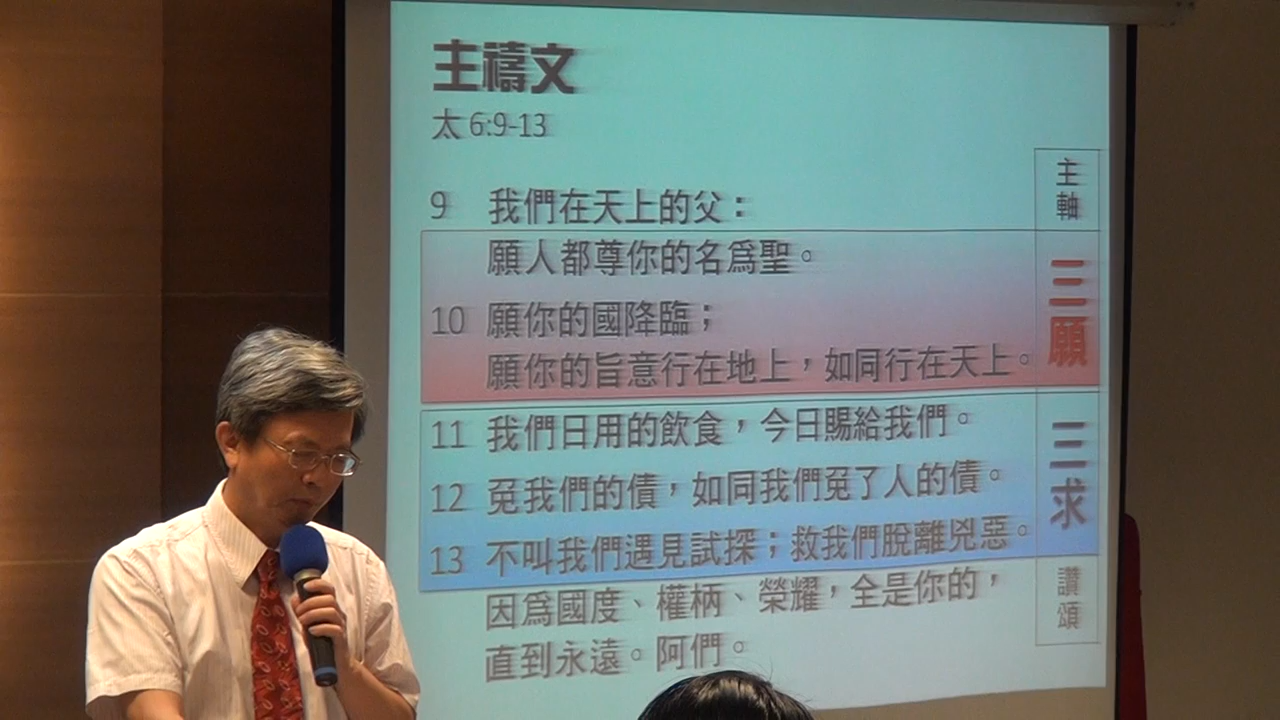 主禱文
太 6:9-13
主軸
9 我們在天上的父：
願人都尊你的名爲聖。
三願
10 願你的國降臨；
願你的旨意行在地上，如同行在天上。
三求
11 我們日用的飲食，今日賜給我們。
12 免我們的債，如同我們免了人的債。
13 不叫我們遇見試探；救我們脫離兇惡。
讚頌
因爲國度、權柄、榮耀，全是你的，
直到永遠。阿們。